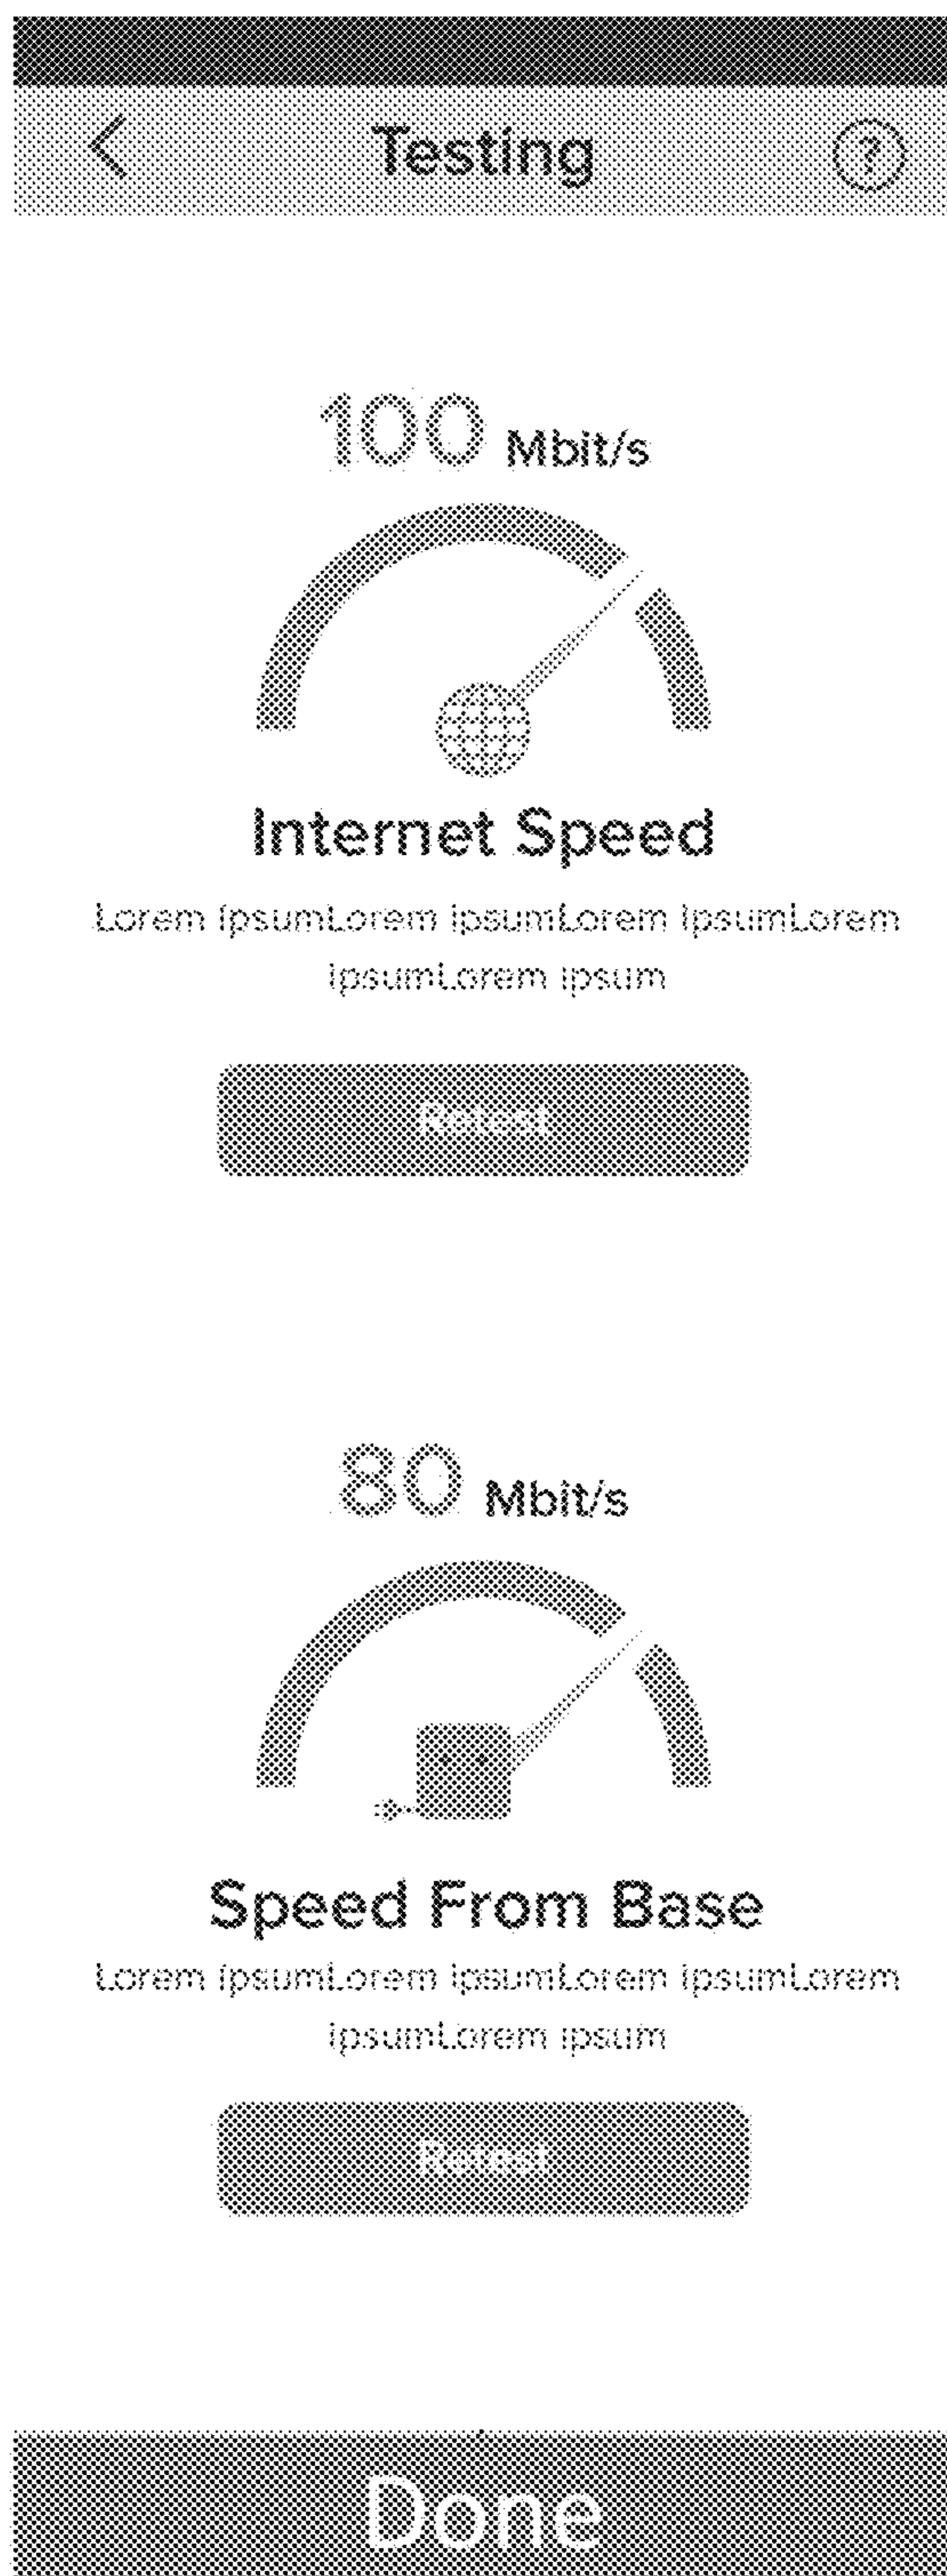 Testing
?
100 Mbit/s
Internet Speed
Lorem ipsumLorem ipsumLorem ipsumLorem
ipsumLorem ipsum
Retest
80 Mbit/s
Speed From Base
Lorem ipsumLorem ipsumLorem ipsumLorem
ipsumLorem ipsum
Retest
Done